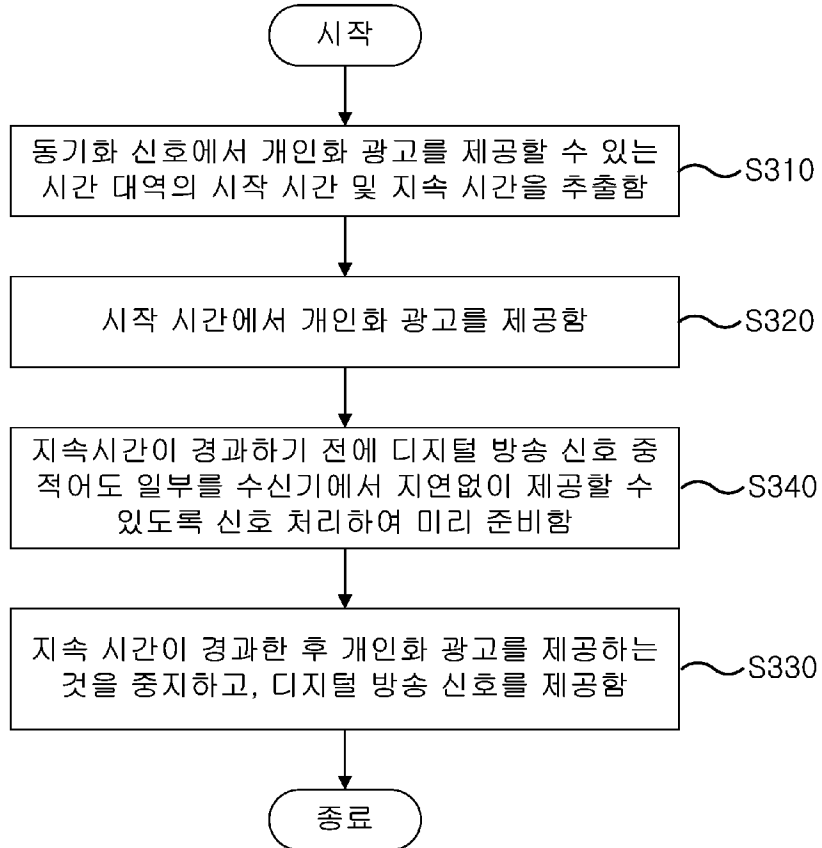 시작
동기화 신호에서 개인화 광고를 제공할 수 있는
시간 대역의 시작 시간 및 지속 시간을 추출함
S310
시작 시간에서 개인화 광고를 제공함
S320
지속시간이 경과하기 전에 디지털 방송 신호 중
적어도 일부를 수신기에서 지연없이 제공할 수
있도록 신호 처리하여 미리 준비함
S340
지속 시간이 경과한 후 개인화 광고를 제공하는
것을 중지하고, 디지털 방송 신호를 제공함
S330
종료